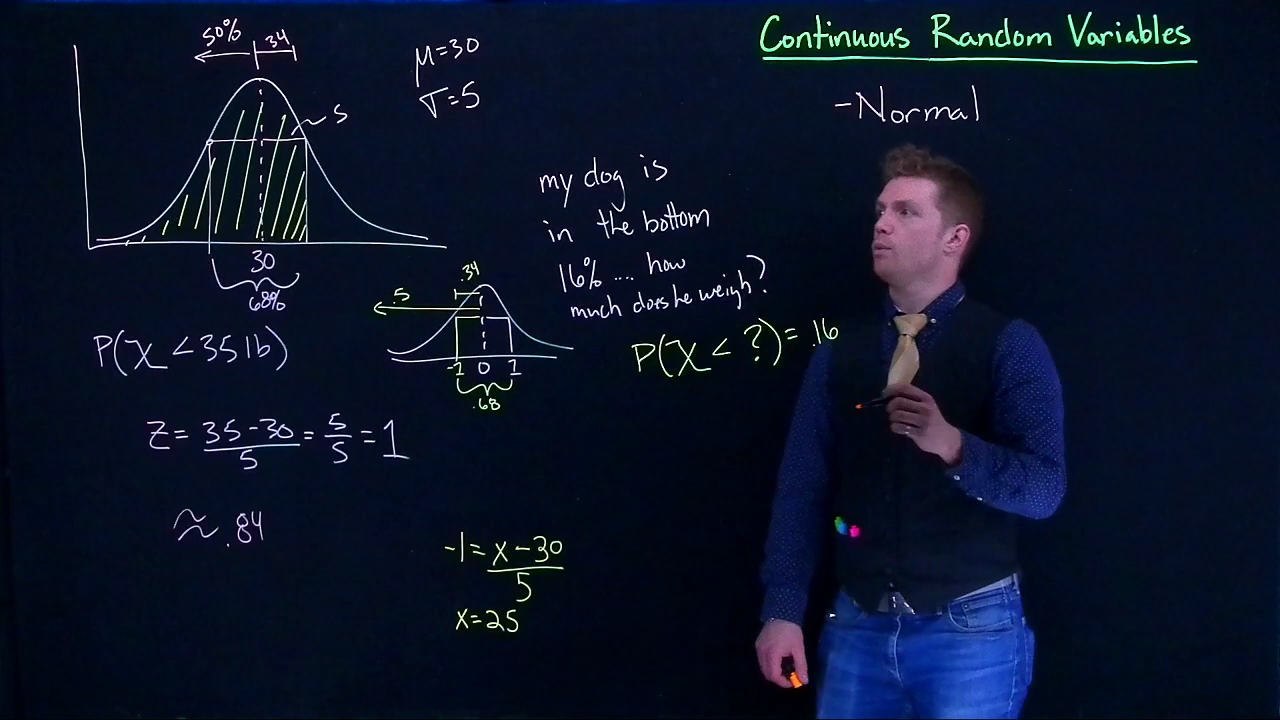 Continuous Random Variables
-Normal
50% .34
μ=30
σ=5
5
30
68%
P(X<35lb)
Z= 35-30/5 = 5/5 = 1
≈ .84
my dog is
in the bottom
16% .... how
much does he weigh?
P(X < ?) = .16
.34
.5
-1 0 1
.68
-1= x-30/5
x=25